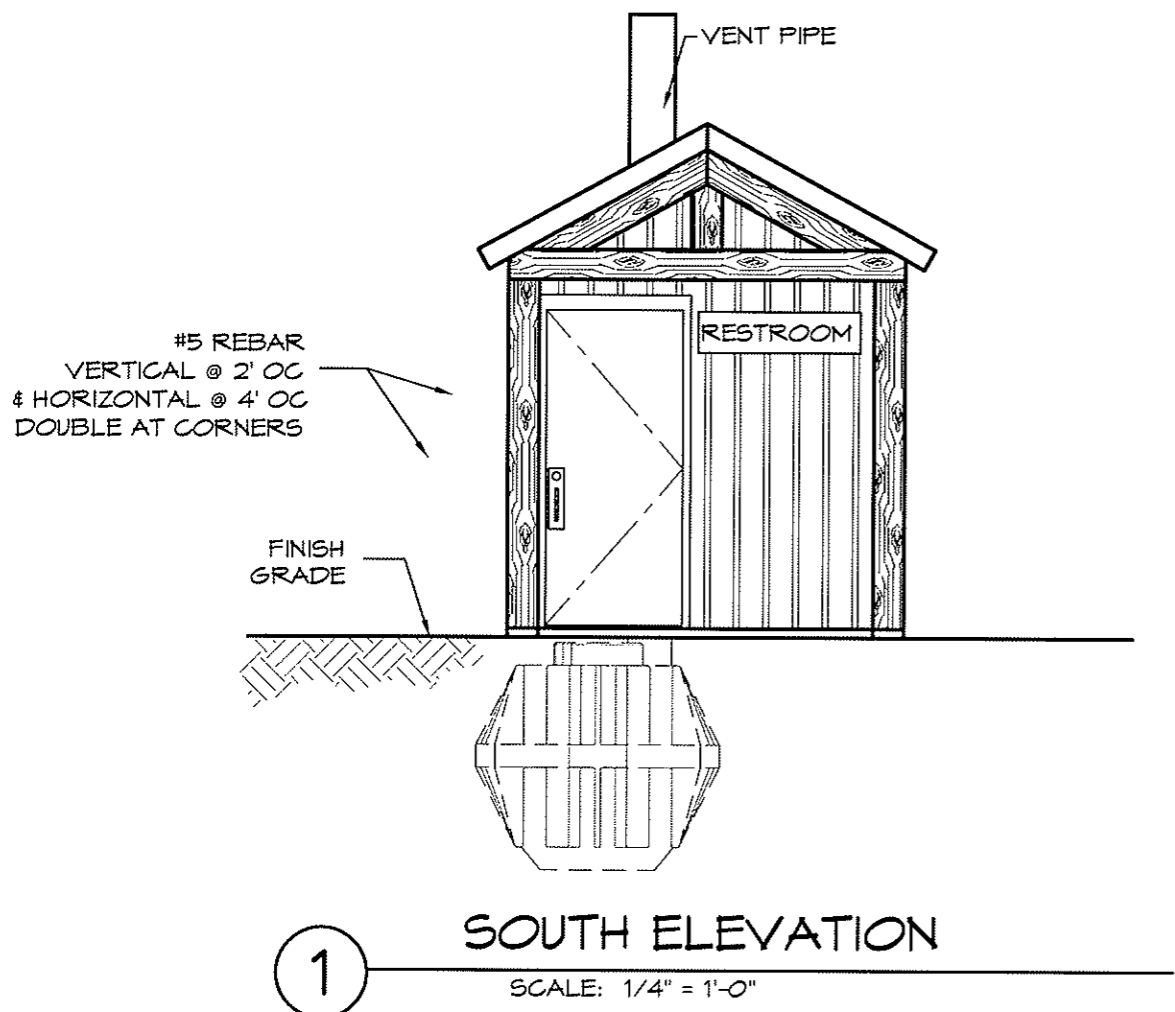 VENT PIPE
RESTROOM
#5 REBAR
VERTICAL @ 2' OC
& HORIZONTAL @ 4' OC
DOUBLE AT CORNERS
FINISH
GRADE
SOUTH ELEVATION
1
SCALE: 1/4" = 1'-0"